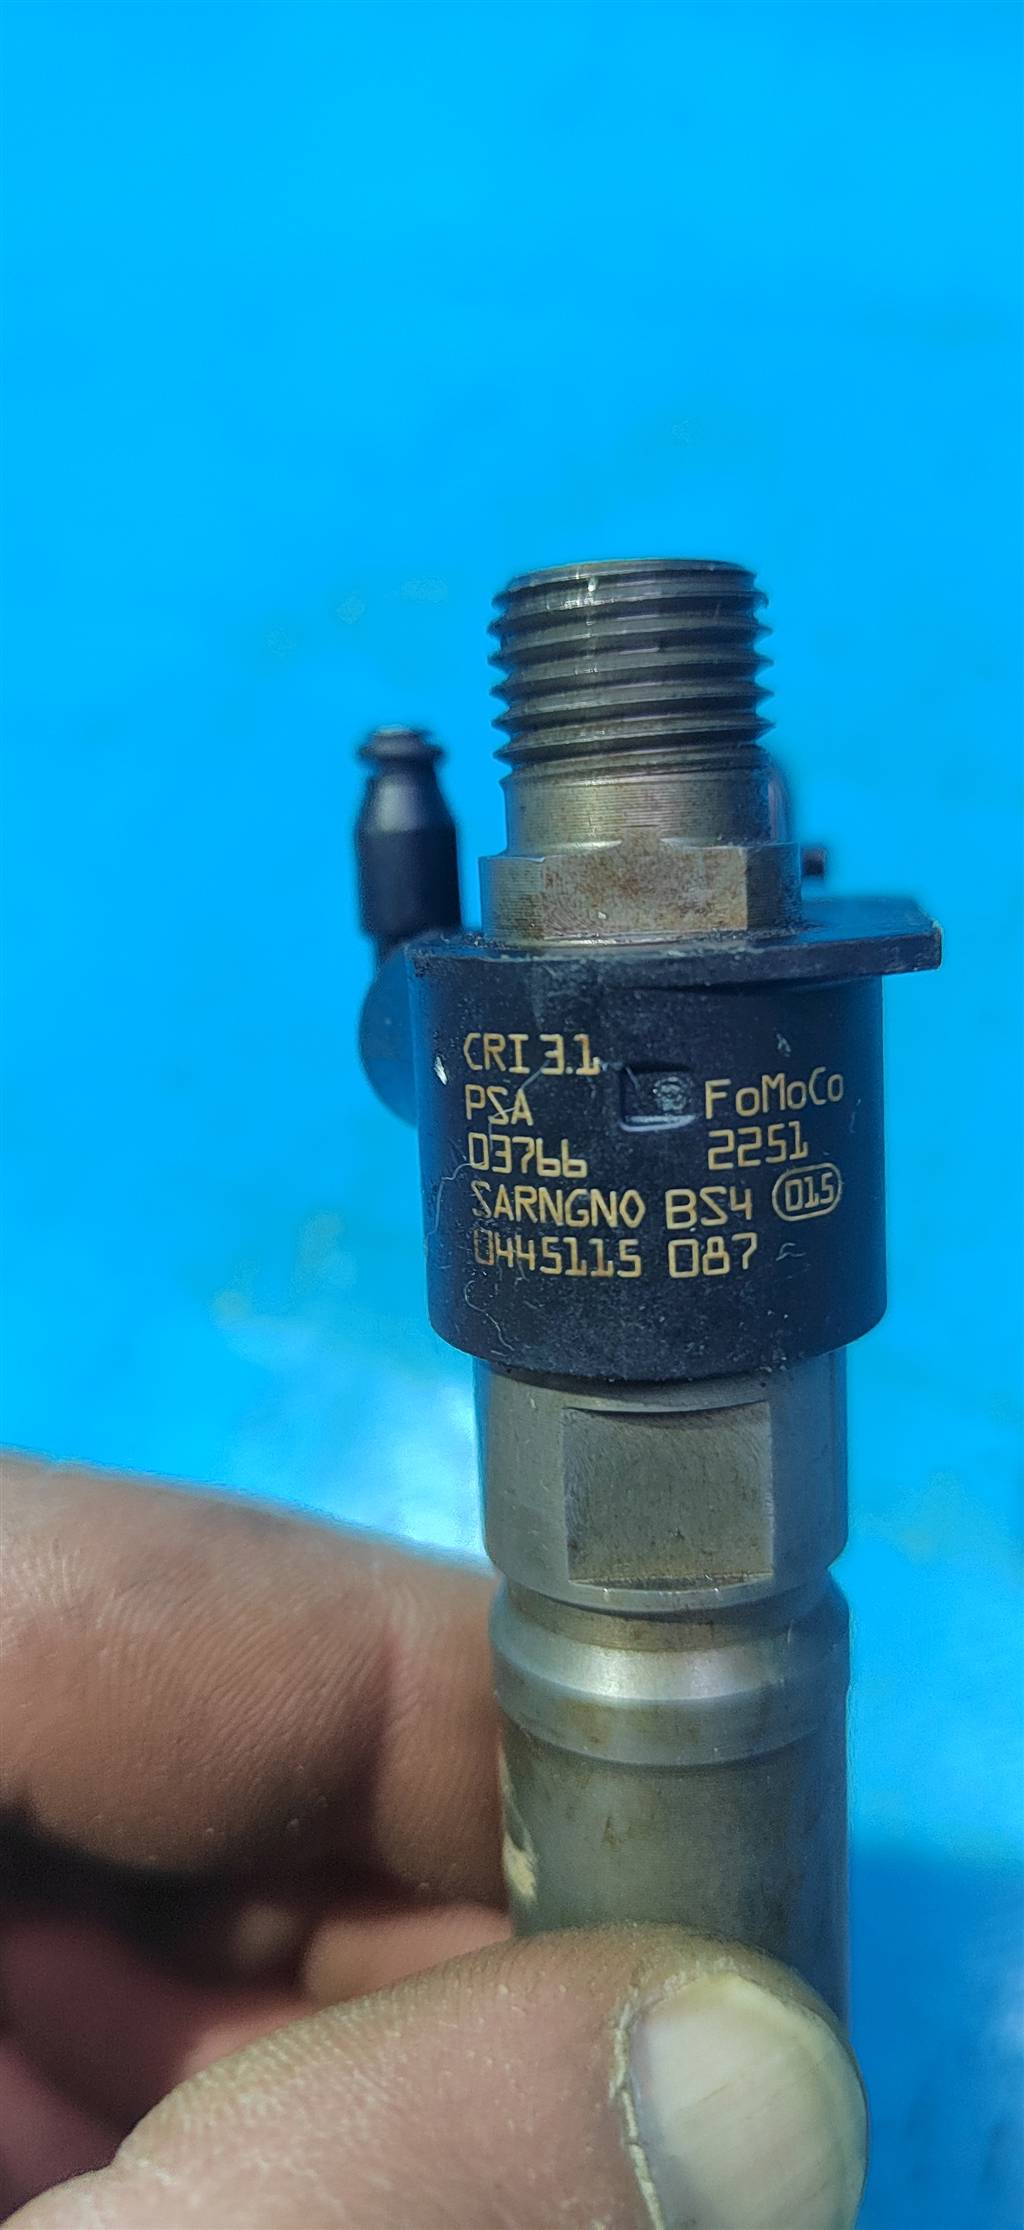 CRI 3.1
PSA FoMoCo
03766 2251
SARNGNO BS4 015
0445115 087